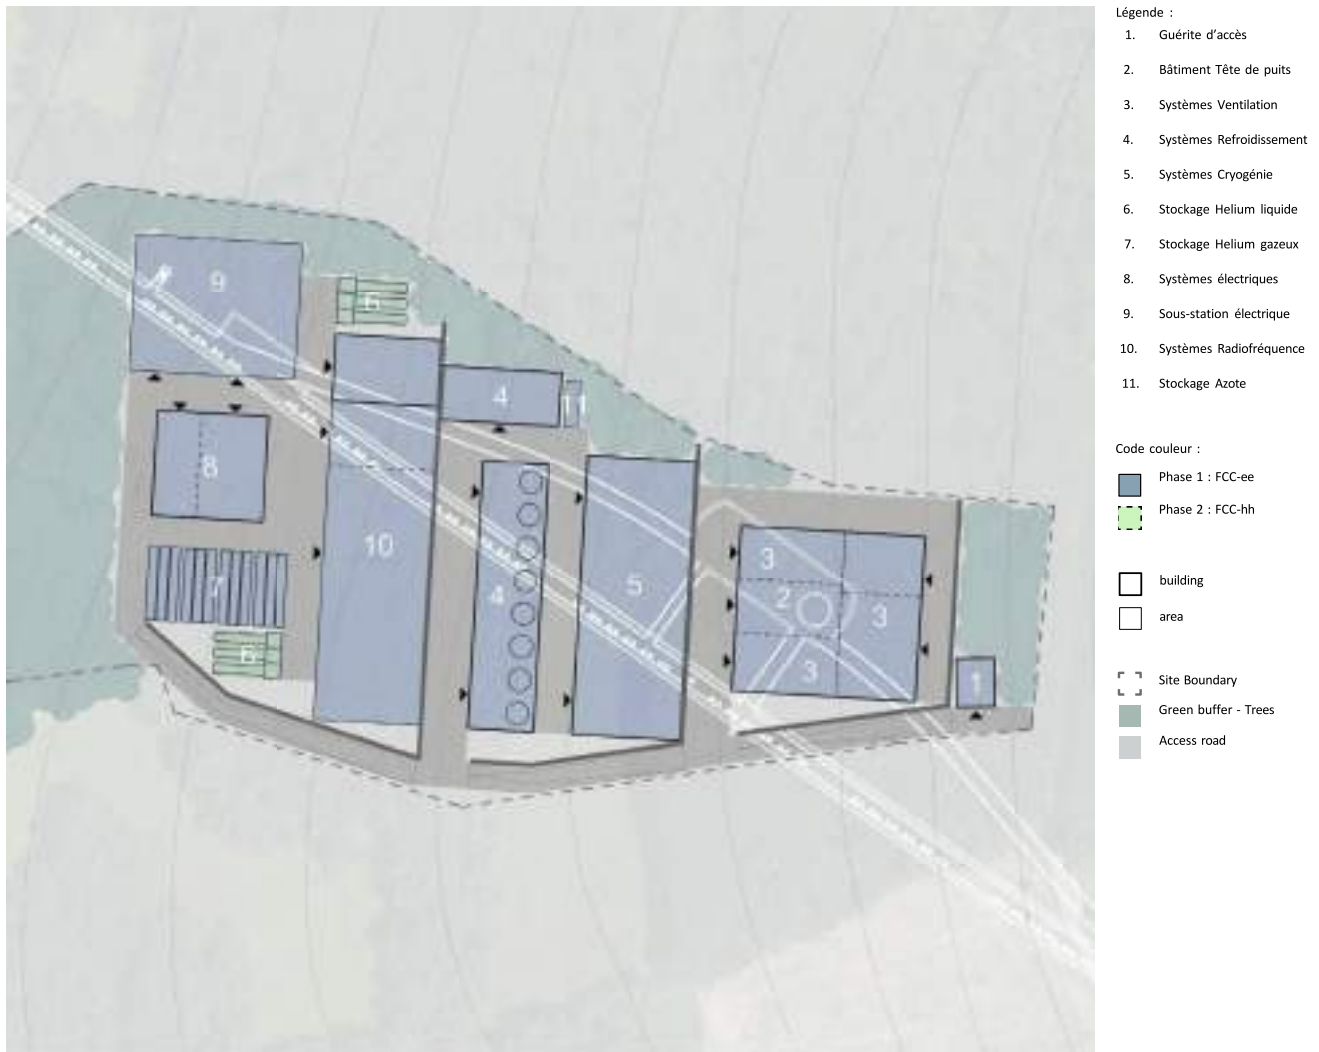 Légende :
1. Guérite d'accès
2. Bâtiment Tête de puits
3. Systèmes Ventilation
4. Systèmes Refroidissement
5. Systèmes Cryogénie
6. Stockage Helium liquide
7. Stockage Helium gazeux
8. Systèmes électriques
9. Sous-station électrique
10. Systèmes Radiofréquence
11. Stockage Azote
Code couleur :
Phase 1 : FCC-ee
Phase 2 : FCC-hh
building
area
Site Boundary
Green buffer - Trees
Access road
9
6
4
11
8
10
3
5
4
2
3
7
6
3
1